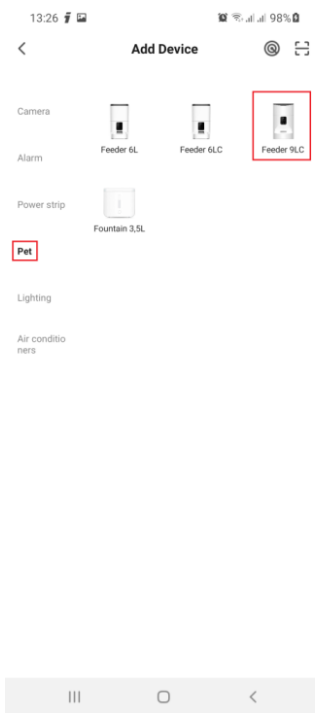 13:26 98%
Add Device
Camera
Alarm
Power strip
Pet
Lighting
Air conditio
ners
Feeder 6L Feeder 6LC Feeder 9LC
Fountain 3,5L